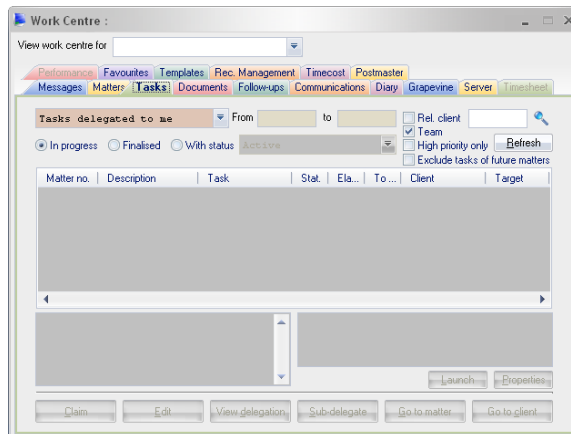 Work Centre :
View work centre for
Performance Favourites Templates Rec. Management Timecost Postmaster
Messages Matters Tasks Documents Follow-ups Communications Diary Grapevine Server Timesheet
Tasks delegated to me From to Rel. client
Team
In progress Finalised With status Active High priority only Refresh
Exclude tasks of future matters
Matter no. Description Task Stat. Ela... To ... Client Target
Launch Properties
Claim Edit View delegation Sub-delegate Go to matter Go to client